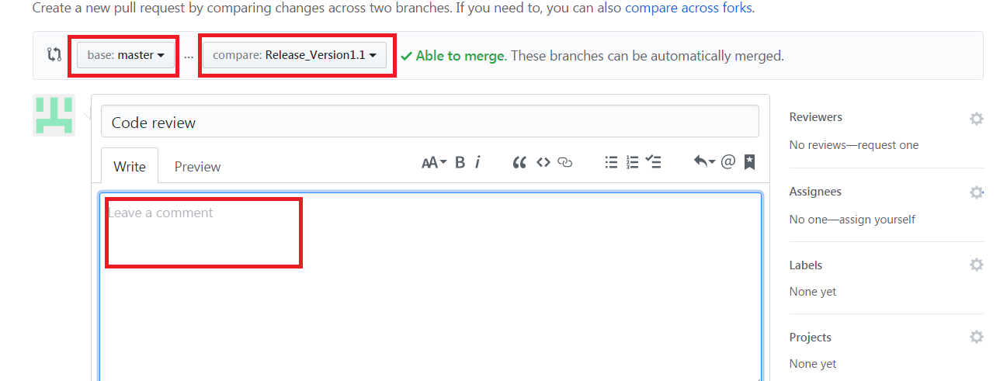 Create a new pull request by comparing changes across two branches. If you need to, you can also compare across forks.
base: master ... compare: Release_Version1.1 ✓ Able to merge. These branches can be automatically merged.
Code review
Write Preview AA B i
Leave a comment
Reviewers
No reviews—request one
Assignees
No one—assign yourself
Labels
None yet
Projects
None yet